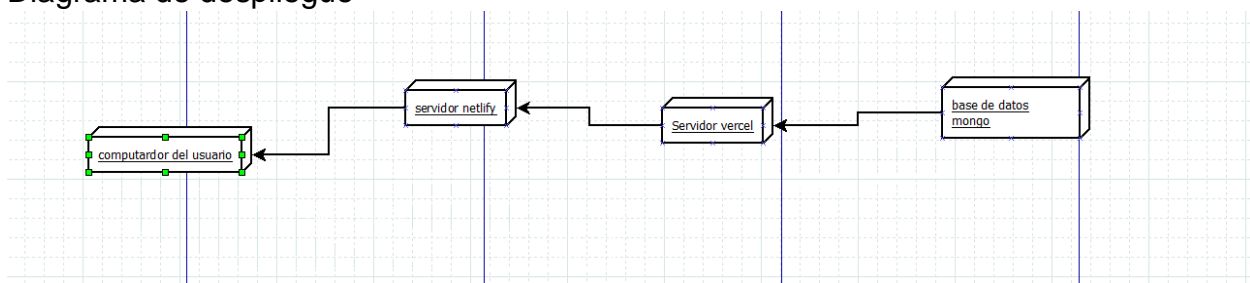 Diagrama de despliegue
servidor netlify
base de datos
mongo
Servidor vercel
computardor del usuario